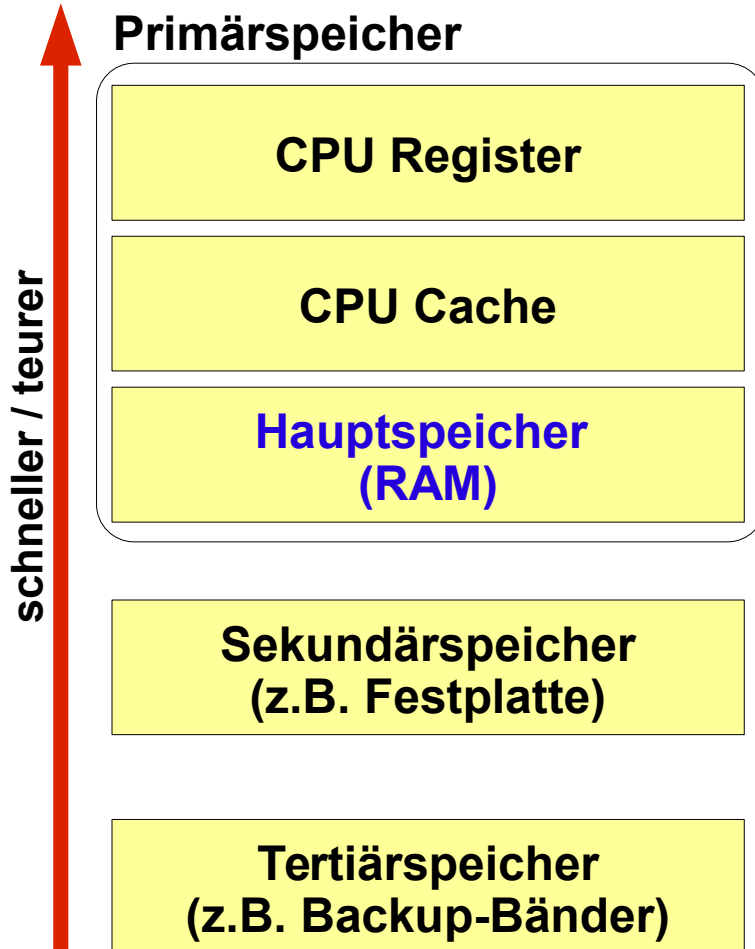 Primärspeicher
CPU Register
CPU Cache
Hauptspeicher
(RAM)
schneller / teurer
Sekundärspeicher
(z.B. Festplatte)
Tertiärspeicher
(z.B. Backup-Bänder)